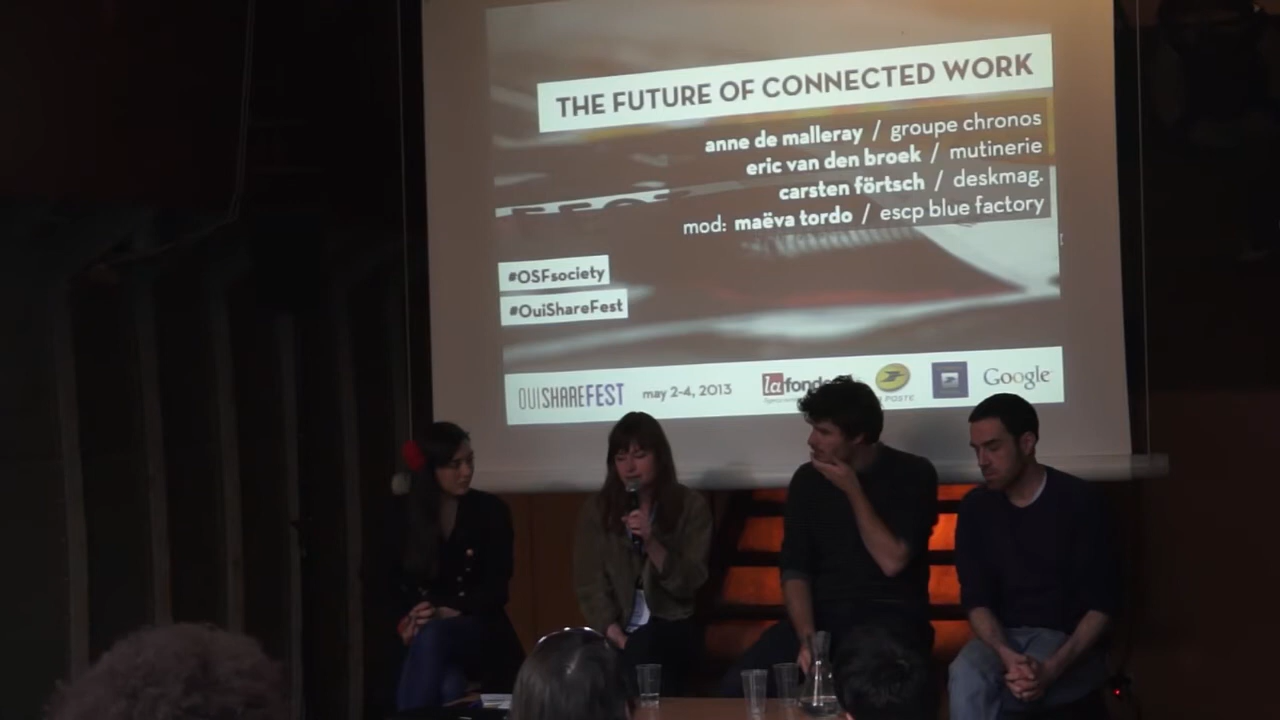 THE FUTURE OF CONNECTED WORK
anne de malleray / groupe chronos
eric van den broek / mutinerie
carsten förtsch / deskmag.
mod: maëva tordo / escp blue factory
#OSFsociety
#OuiShareFest
OUISHAREFEST may 2-4, 2013
POSTE
Google